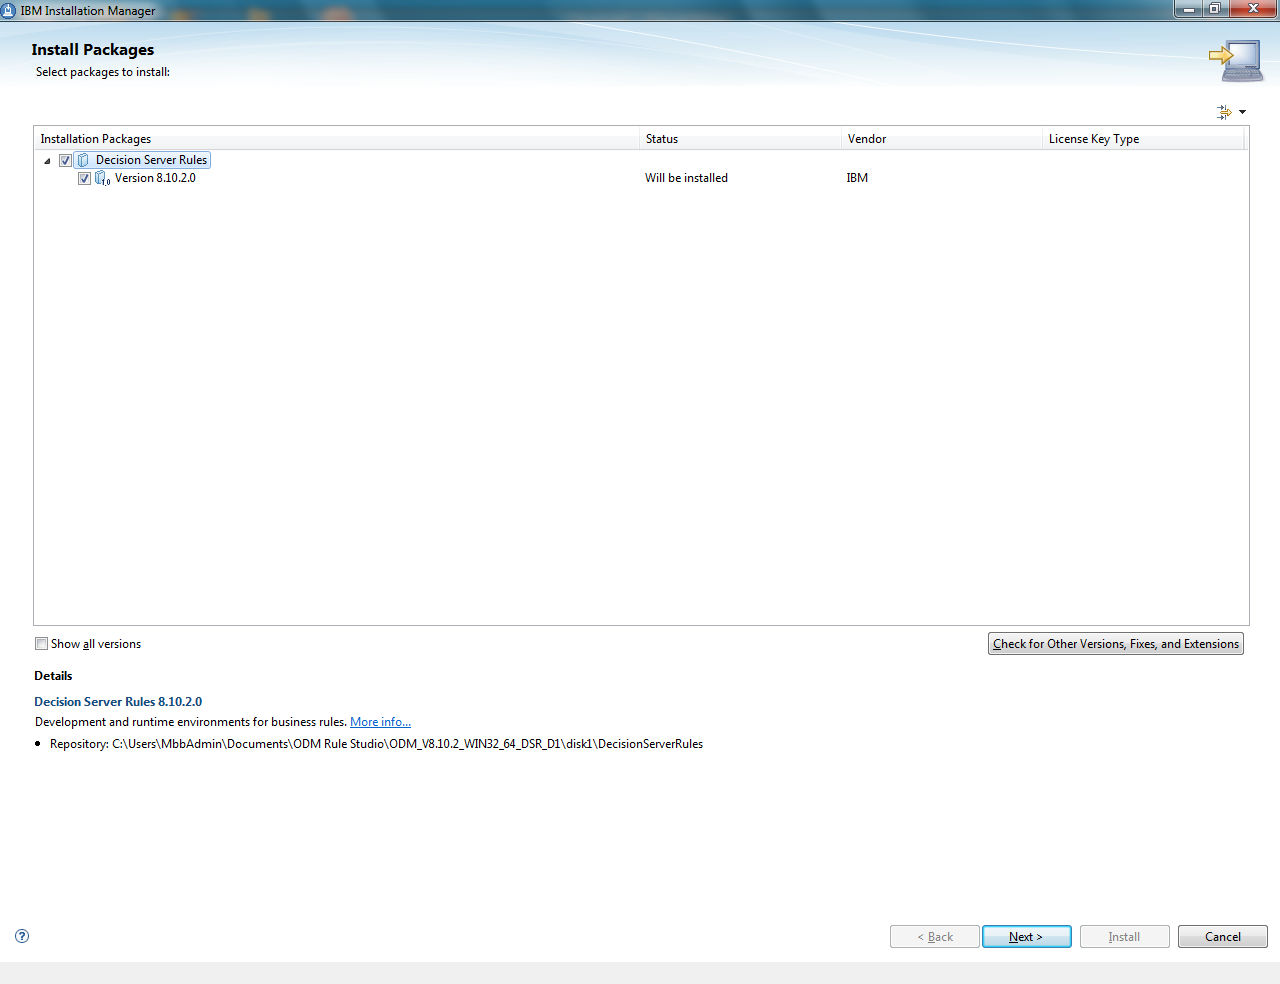 IBM Installation Manager
Install Packages
Select packages to install:
Installation Packages Status Vendor License Key Type
Decision Server Rules
Version 8.10.2.0 Will be installed IBM
Show all versions Check for Other Versions, Fixes, and Extensions
Details
Decision Server Rules 8.10.2.0
Development and runtime environments for business rules. More info...
• Repository: C:\Users\MbbAdmin\Documents\ODM Rule Studio\ODM_V8.10.2_WIN32_64_DSR_D1\disk1\DecisionServerRules
? < Back Next > Install Cancel